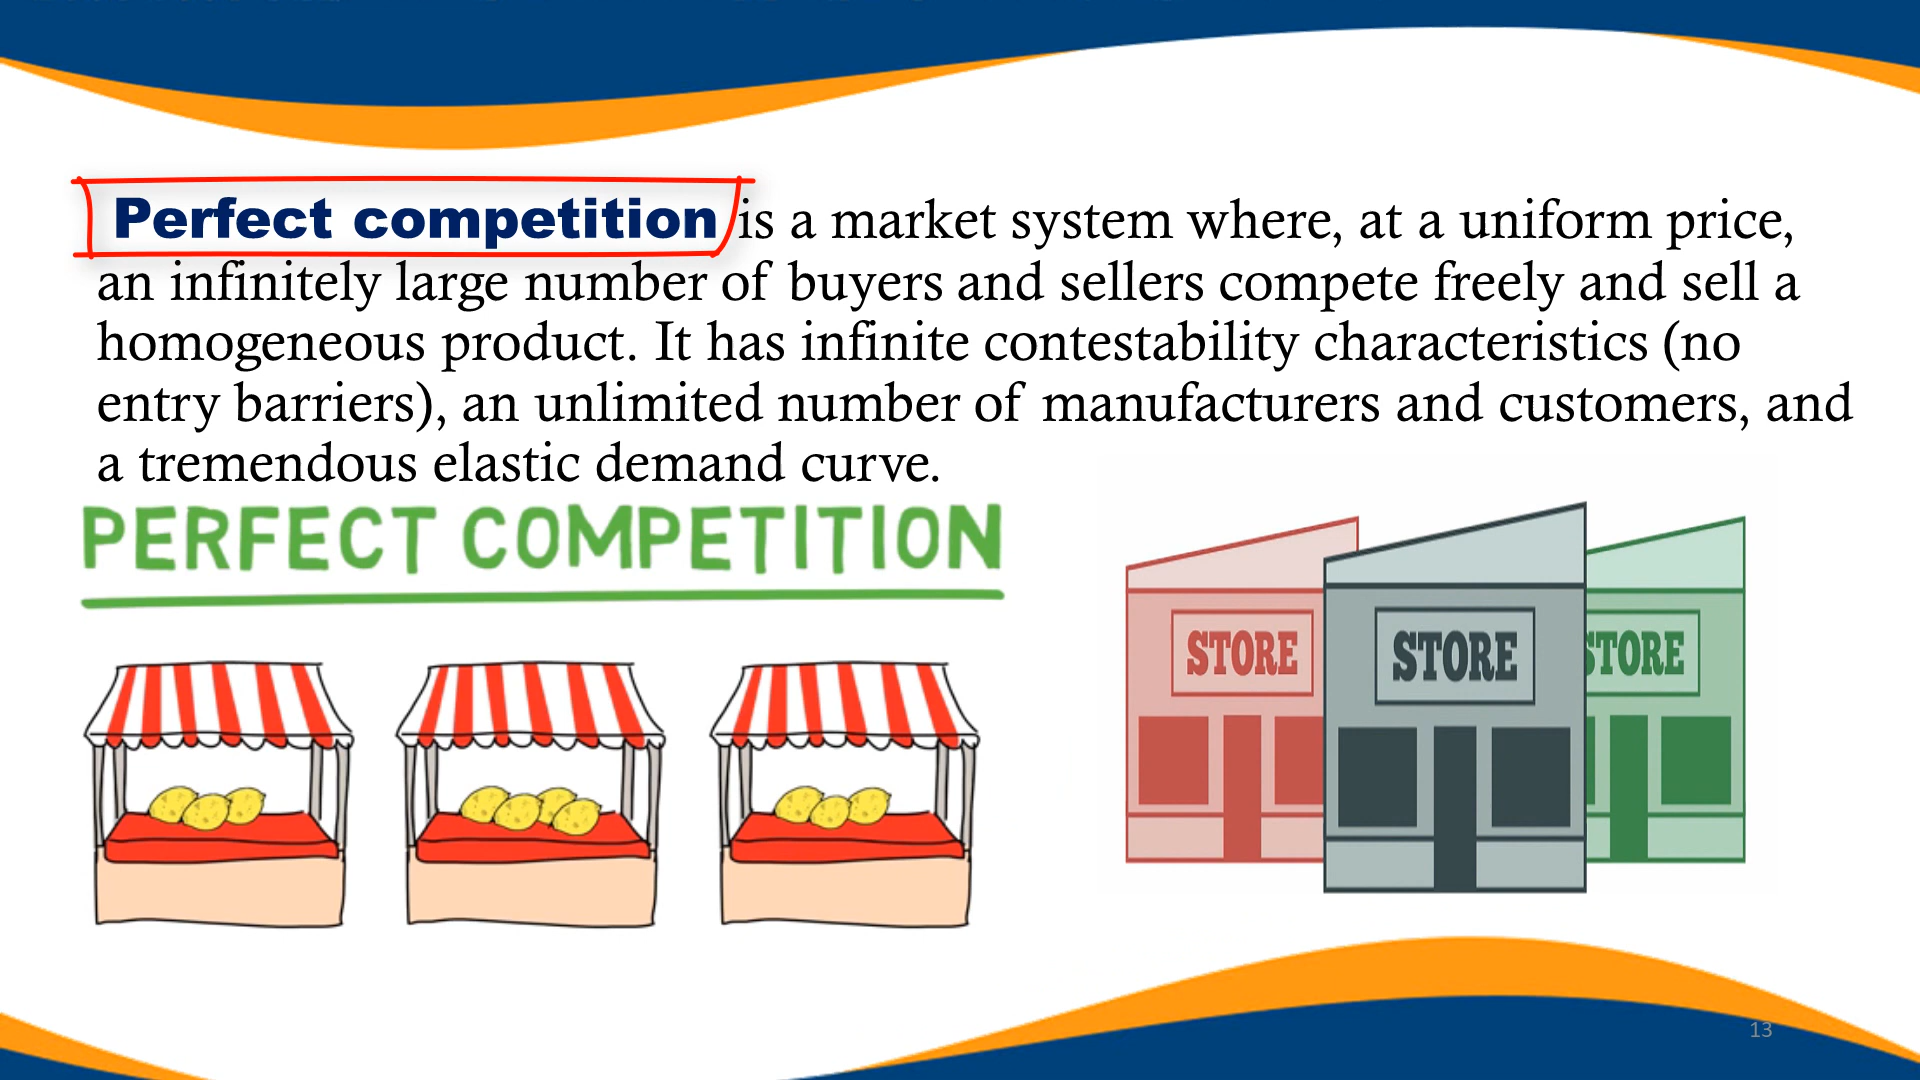 Perfect competition is a market system where, at a uniform price,
an infinitely large number of buyers and sellers compete freely and sell a
homogeneous product. It has infinite contestability characteristics (no
entry barriers), an unlimited number of manufacturers and customers, and
a tremendous elastic demand curve.
PERFECT COMPETITION
STORE
STORE
STORE
13